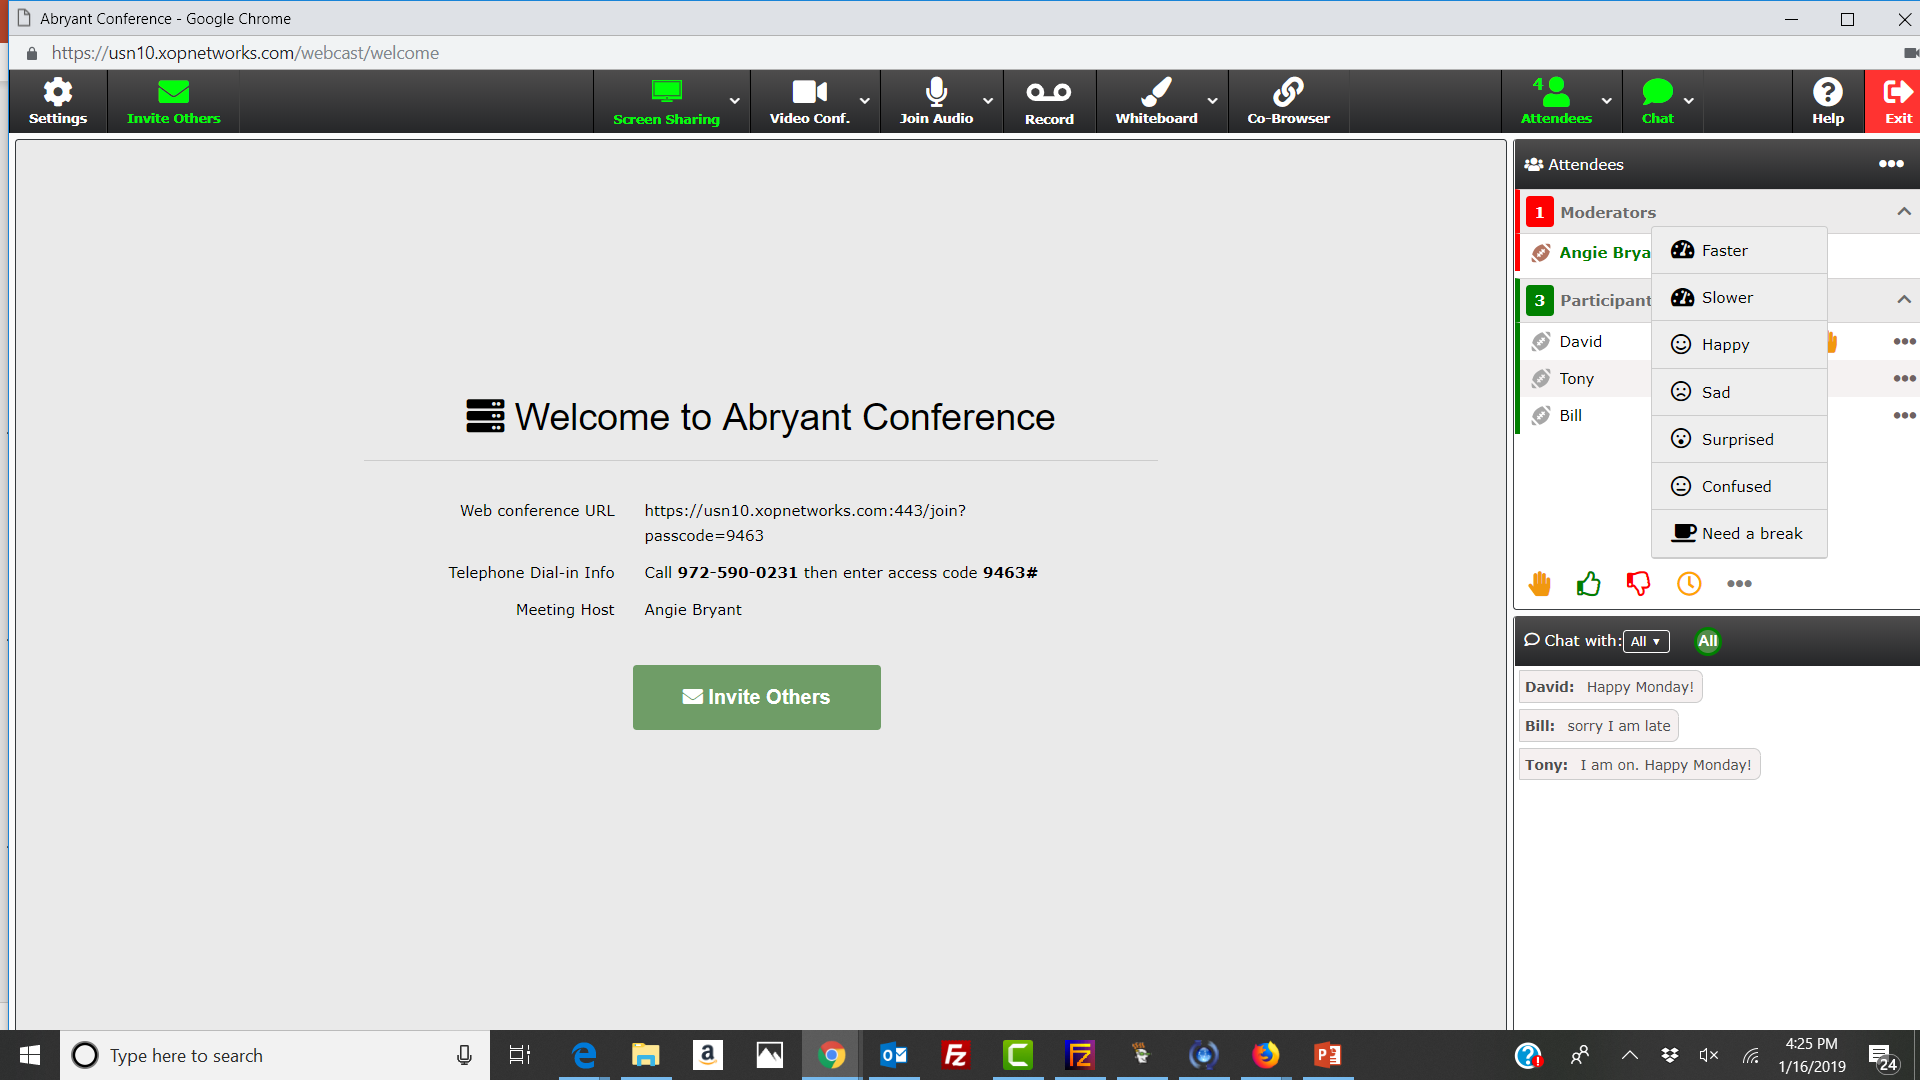 Abryant Conference - Google Chrome
https://usn10.xopnetworks.com/webcast/welcome
Settings
Invite Others
Screen Sharing
Video Conf.
Join Audio
Record
Whiteboard
Co-Browser
4
Attendees
Chat
Help
Exit
Welcome to Abryant Conference
Web conference URL https://usn10.xopnetworks.com:443/join?
passcode=9463
Telephone Dial-in Info Call 972-590-0231 then enter access code 9463#
Meeting Host Angie Bryant
Invite Others
Attendees
1 Moderators
Angie Brya
3 Participant
David
Tony
Bill
Faster
Slower
Happy
Sad
Surprised
Confused
Need a break
Chat with: All ▾ All
David: Happy Monday!
Bill: sorry I am late
Tony: I am on. Happy Monday!
Type here to search
4:25 PM
1/16/2019
24